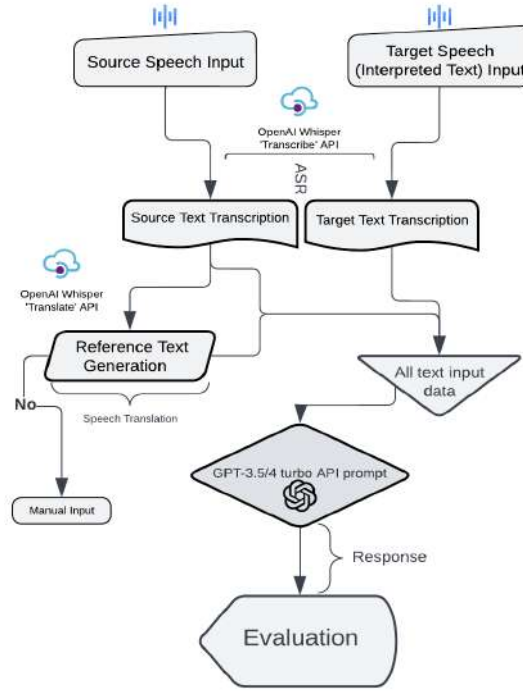 Source Speech Input
Target Speech
(Interpreted Text) Input
OpenAI Whisper
'Transcribe' API
ASR
Source Text Transcription
Target Text Transcription
OpenAI Whisper
'Translate' API
Reference Text
Generation
All text input
data
No
Speech Translation
GPT-3.5/4 turbo API prompt
Manual Input
Response
Evaluation